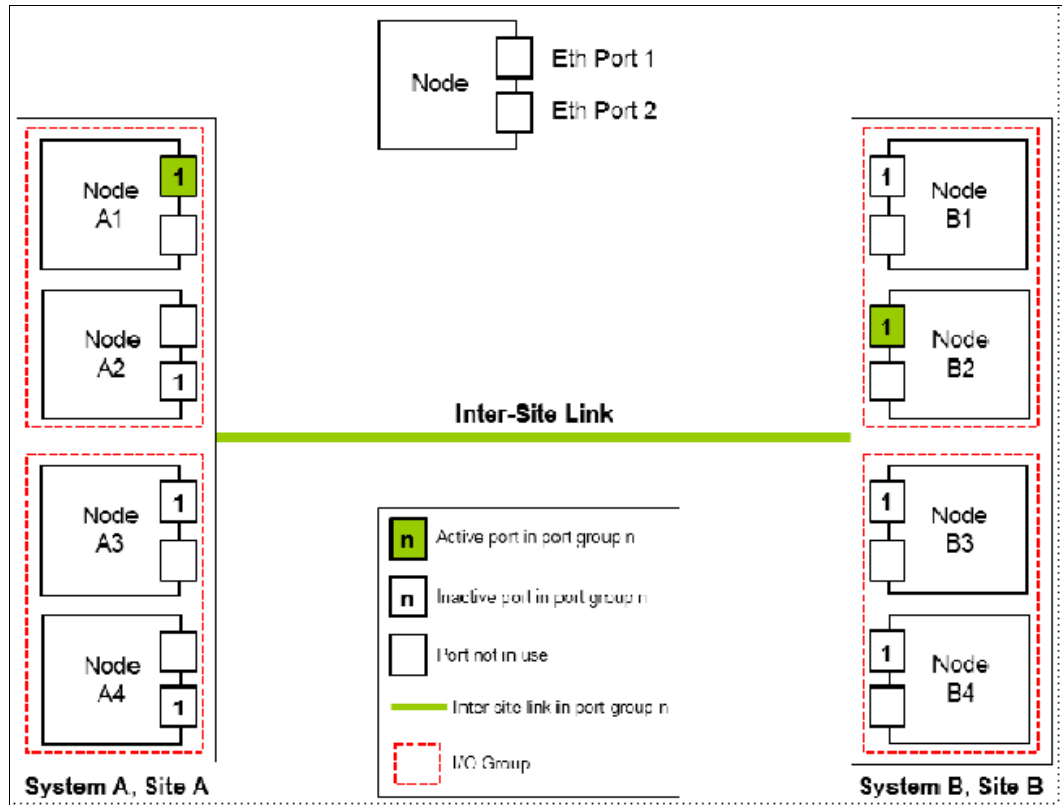 Node
Eth Port 1
Eth Port 2
Node
A1
1
Node
A2
1
Node
A3
1
Node
A4
1
System A, Site A
Inter-Site Link
n
Active port in port group n
n
Inactive port in port group n
Port not in use
Inter site link in port group n
I/O Group
1
Node
B1
1
Node
B2
1
Node
B3
1
Node
B4
System B, Site B